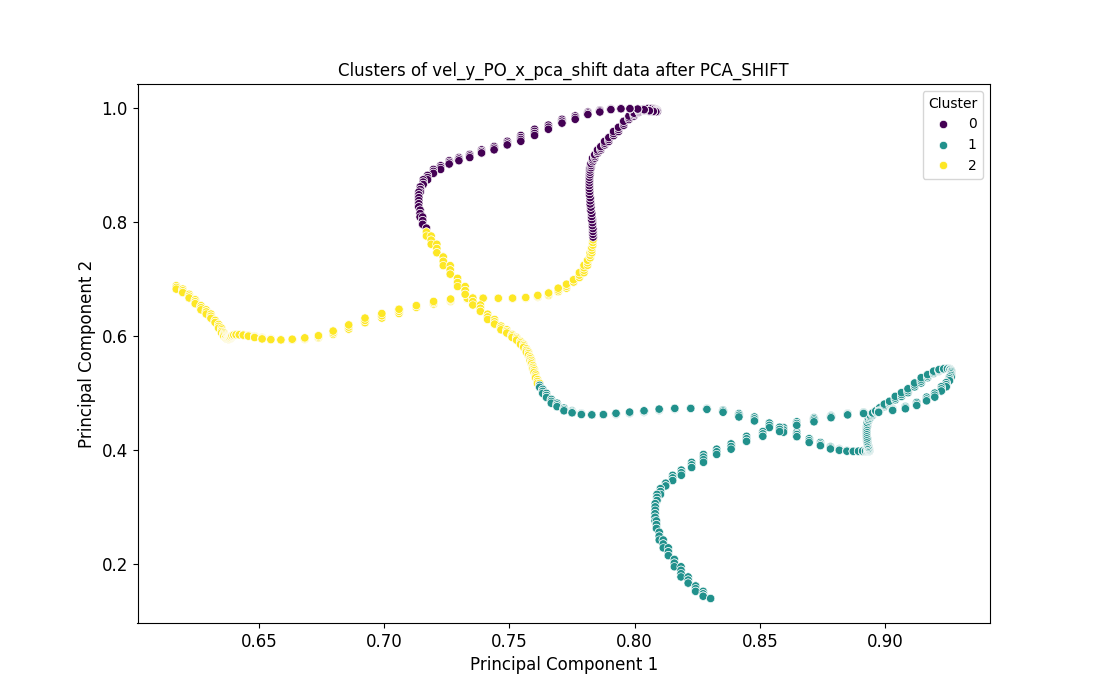 Clusters of vel_y_PO_x_pca_shift data after PCA_SHIFT
Cluster
0
1
2
Principal Component 2
1.0
0.8
0.6
0.4
0.2
0.65 0.70 0.75 0.80 0.85 0.90
Principal Component 1